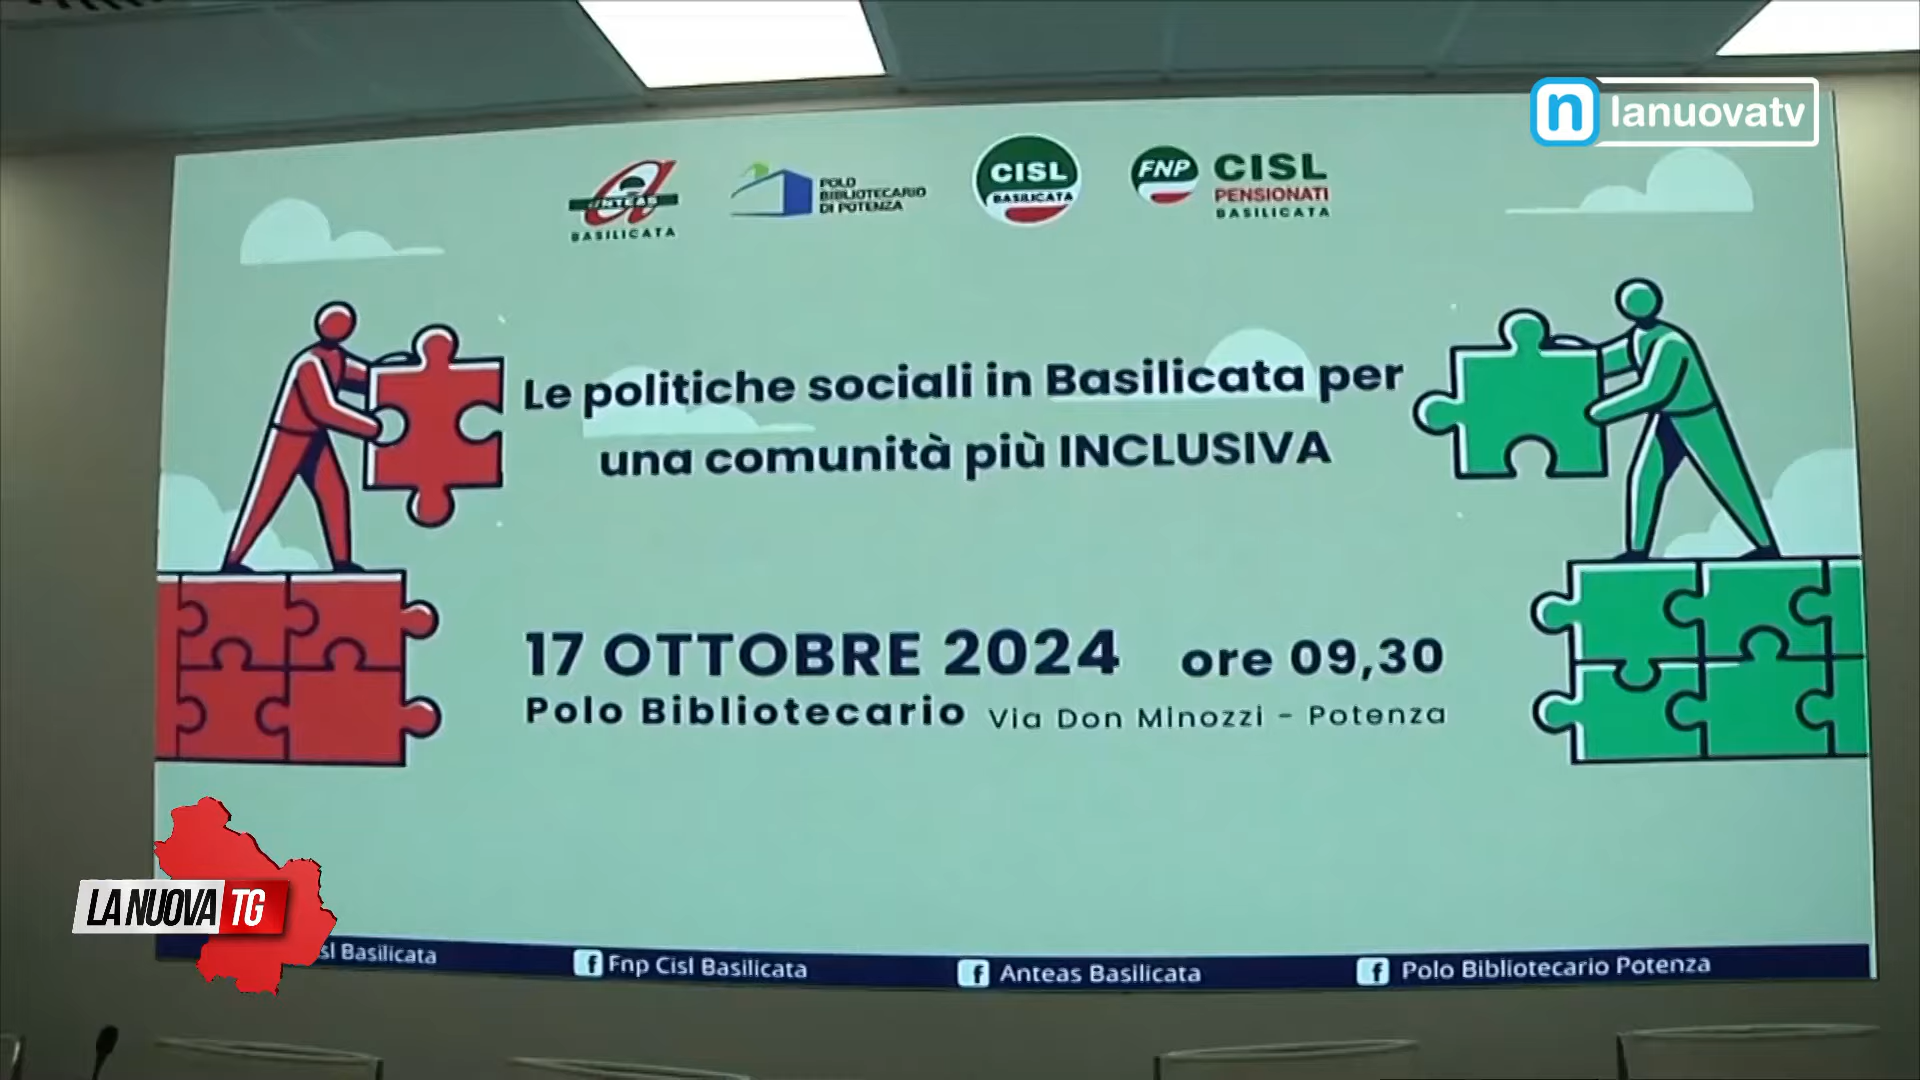 lanuovatv
ANTEAS
BASILICATA
POLO
BIBLIOTECARIO
DI POTENZA
CISL
BASILICATA
FNP
CISL
PENSIONATI
BASILICATA
Le politiche sociali in Basilicata per
una comunità più INCLUSIVA
17 OTTOBRE 2024 ore 09,30
Polo Bibliotecario Via Don Minozzi - Potenza
LA NUOVA TG
sl Basilicata
Fnp Cisl Basilicata
Anteas Basilicata
Polo Bibliotecario Potenza